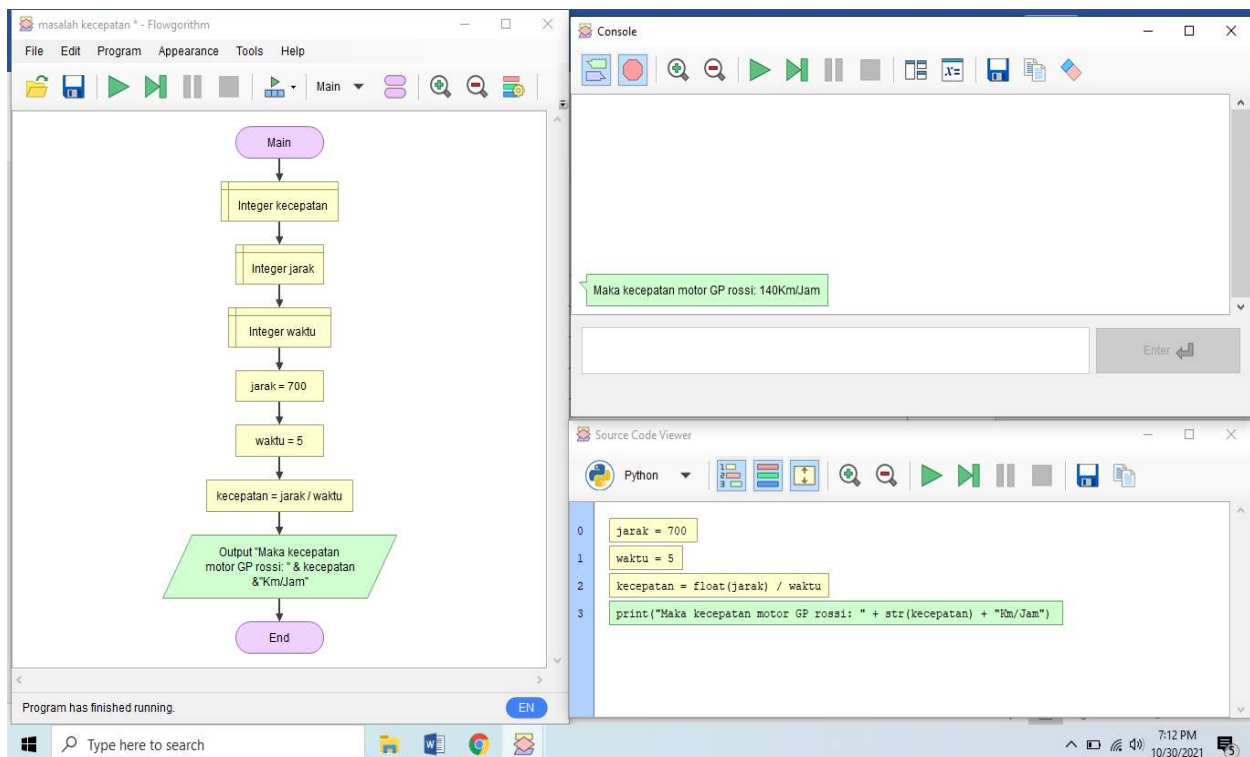 masalah kecepatan * - Flowgorithm
File Edit Program Appearance Tools Help
Main
Main
Integer kecepatan
Integer jarak
Integer waktu
jarak = 700
waktu = 5
kecepatan = jarak / waktu
Output "Maka kecepatan
motor GP rossi: " & kecepatan
&"Km/Jam"
End
Program has finished running.
EN
Console
x=
Maka kecepatan motor GP rossi: 140Km/Jam
Enter
Source Code Viewer
Python
0 jarak = 700
1 waktu = 5
2 kecepatan = float(jarak) / waktu
3 print("Maka kecepatan motor GP rossi: " + str(kecepatan) + "Km/Jam")
Type here to search
7:12 PM
10/30/2021
5